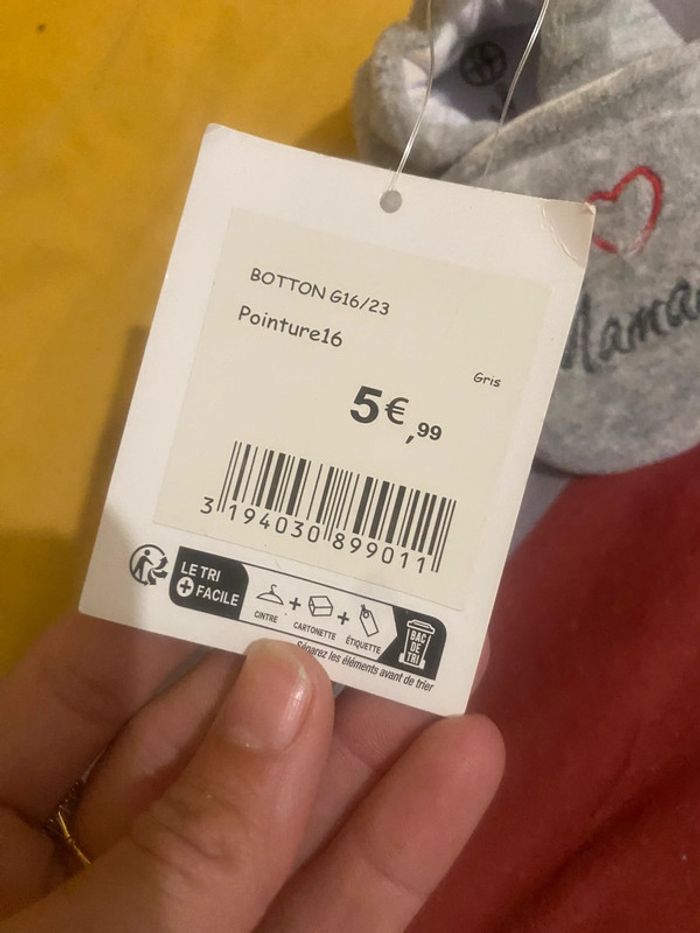 BOTTON G16/23
Pointure16
Gris
5€,99
3 194030 899011
LE TRI
+ FACILE
CINTRE + CARTONETTE + ÉTIQUETTE
BAC
DE
TRI
Séparez les éléments avant de trier
Mama